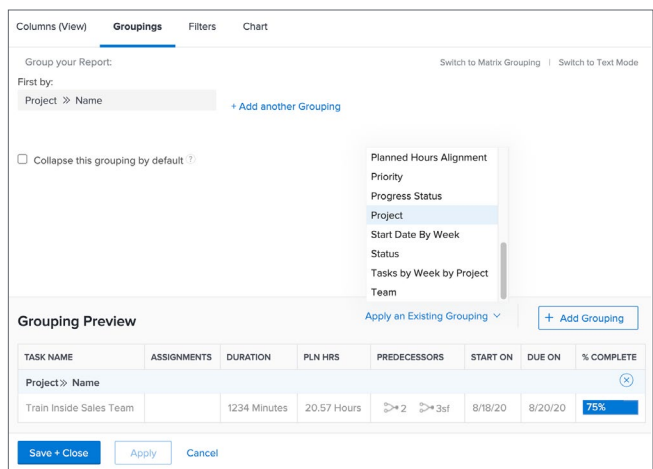 Columns (View) Groupings Filters Chart
Group your Report: Switch to Matrix Grouping | Switch to Text Mode
First by:
Project >> Name
+ Add another Grouping
Collapse this grouping by default ?
Planned Hours Alignment
Priority
Progress Status
Project
Start Date By Week
Status
Tasks by Week by Project
Team
Grouping Preview Apply an Existing Grouping + Add Grouping
TASK NAME ASSIGNMENTS DURATION PLN HRS PREDECESSORS START ON DUE ON % COMPLETE
Project>> Name
Train Inside Sales Team 1234 Minutes 20.57 Hours 2 3sf 8/18/20 8/20/20 75%
Save + Close Apply Cancel